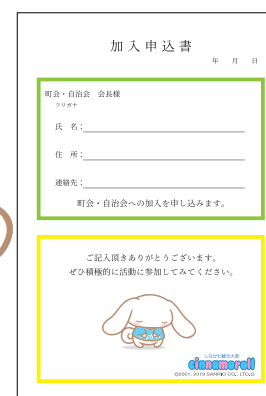 加入申込書
年　月　日
町会・自治会　会長様
フリガナ
氏　名：
住　所：
連絡先：
町会・自治会への加入を申し込みます。
ご記入頂きありがとうございます。
ぜひ積極的に活動に参加してみてください。
しながわ観光大使
cinnamoroll
©2001, 2019 SANRIO CO., LTD.®